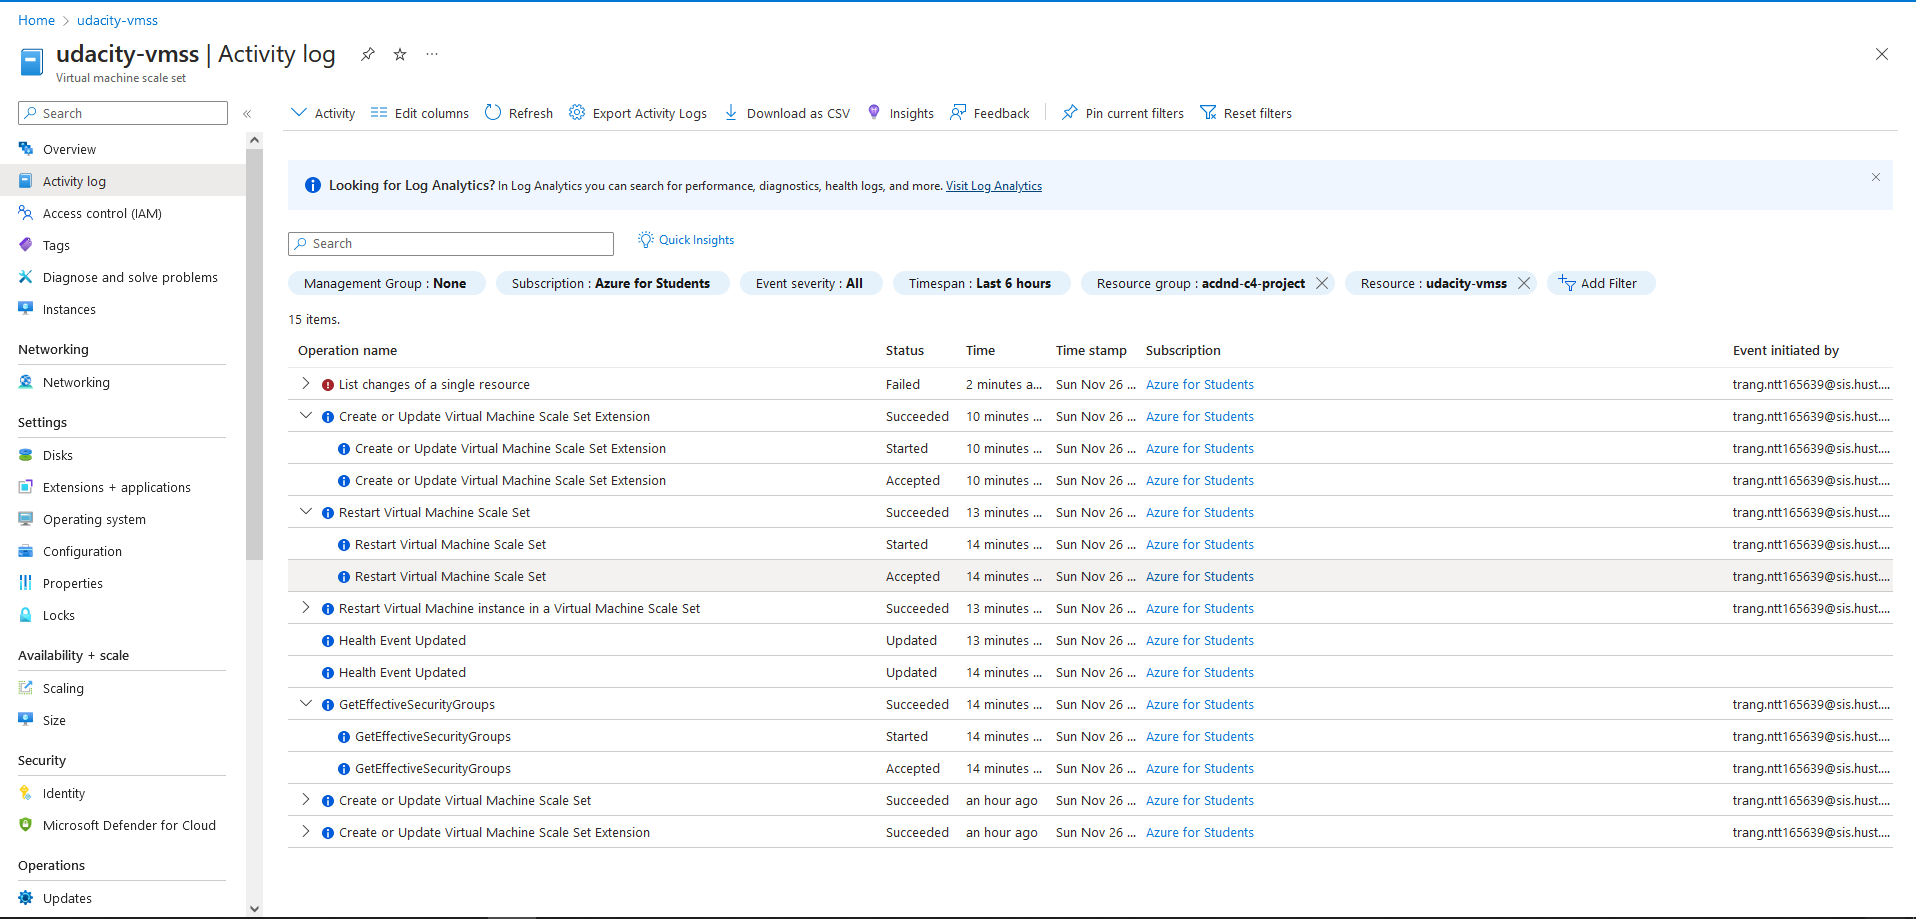 Home > udacity-vmss
udacity-vmss | Activity log ...
Virtual machine scale set
Search «
Overview
Activity log
Access control (IAM)
Tags
Diagnose and solve problems
Instances
Networking
Networking
Settings
Disks
Extensions + applications
Operating system
Configuration
Properties
Locks
Availability + scale
Scaling
Size
Security
Identity
Microsoft Defender for Cloud
Operations
Updates
Activity Edit columns Refresh Export Activity Logs Download as CSV Insights Feedback Pin current filters Reset filters
Looking for Log Analytics? In Log Analytics you can search for performance, diagnostics, health logs, and more. Visit Log Analytics
Search Quick Insights
Management Group : None Subscription : Azure for Students Event severity : All Timespan : Last 6 hours Resource group : acdnd-c4-project Resource : udacity-vmss Add Filter
15 items.
Operation name Status Time Time stamp Subscription Event initiated by
List changes of a single resource Failed 2 minutes a... Sun Nov 26 ... Azure for Students trang.ntt165639@sis.hust....
Create or Update Virtual Machine Scale Set Extension Succeeded 10 minutes ... Sun Nov 26 ... Azure for Students trang.ntt165639@sis.hust....
Create or Update Virtual Machine Scale Set Extension Started 10 minutes ... Sun Nov 26 ... Azure for Students trang.ntt165639@sis.hust....
Create or Update Virtual Machine Scale Set Extension Accepted 10 minutes ... Sun Nov 26 ... Azure for Students trang.ntt165639@sis.hust....
Restart Virtual Machine Scale Set Succeeded 13 minutes ... Sun Nov 26 ... Azure for Students trang.ntt165639@sis.hust....
Restart Virtual Machine Scale Set Started 14 minutes ... Sun Nov 26 ... Azure for Students trang.ntt165639@sis.hust....
Restart Virtual Machine Scale Set Accepted 14 minutes ... Sun Nov 26 ... Azure for Students trang.ntt165639@sis.hust....
Restart Virtual Machine instance in a Virtual Machine Scale Set Succeeded 13 minutes ... Sun Nov 26 ... Azure for Students trang.ntt165639@sis.hust....
Health Event Updated Updated 13 minutes ... Sun Nov 26 ... Azure for Students
Health Event Updated Updated 14 minutes ... Sun Nov 26 ... Azure for Students
GetEffectiveSecurityGroups Succeeded 14 minutes ... Sun Nov 26 ... Azure for Students trang.ntt165639@sis.hust....
GetEffectiveSecurityGroups Started 14 minutes ... Sun Nov 26 ... Azure for Students trang.ntt165639@sis.hust....
GetEffectiveSecurityGroups Accepted 14 minutes ... Sun Nov 26 ... Azure for Students trang.ntt165639@sis.hust....
Create or Update Virtual Machine Scale Set Succeeded an hour ago Sun Nov 26 ... Azure for Students trang.ntt165639@sis.hust....
Create or Update Virtual Machine Scale Set Extension Succeeded an hour ago Sun Nov 26 ... Azure for Students trang.ntt165639@sis.hust....